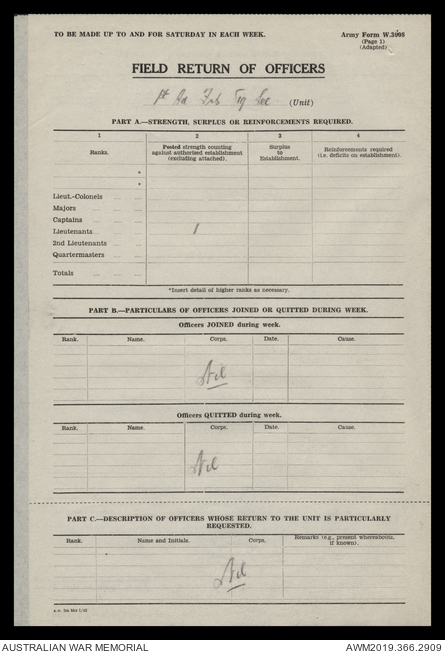 TO BE MADE UP TO AND FOR SATURDAY IN EACH WEEK.
Army Form W.3008
(Page 1)
(Adapted)
FIELD RETURN OF OFFICERS
Sec (Unit)
PART A.—STRENGTH, SURPLUS OR REINFORCEMENTS REQUIRED.
1 2 3 4
Ranks.
Posted strength counting
against authorized establishment
(excluding attached).
Surplus
to
Establishment.
Reinforcements required
(i.e. deficits on establishment).
*
*
Lieut.-Colonels
Majors
Captains
Lieutenants 1
2nd Lieutenants
Quartermasters
Totals
*Insert detail of higher ranks as necessary.
PART B.—PARTICULARS OF OFFICERS JOINED OR QUITTED DURING WEEK.
Officers JOINED during week.
Rank. Name. Corps. Date. Cause.
Nil
Officers QUITTED during week.
Rank. Name. Corps. Date. Cause.
Nil
PART C.—DESCRIPTION OF OFFICERS WHOSE RETURN TO THE UNIT IS PARTICULARLY
REQUESTED.
Rank. Name and Initials. Corps. Remarks (e.g., present whereabouts,
if known).
Nil
AUSTRALIAN WAR MEMORIAL
AWM2019.366.2909